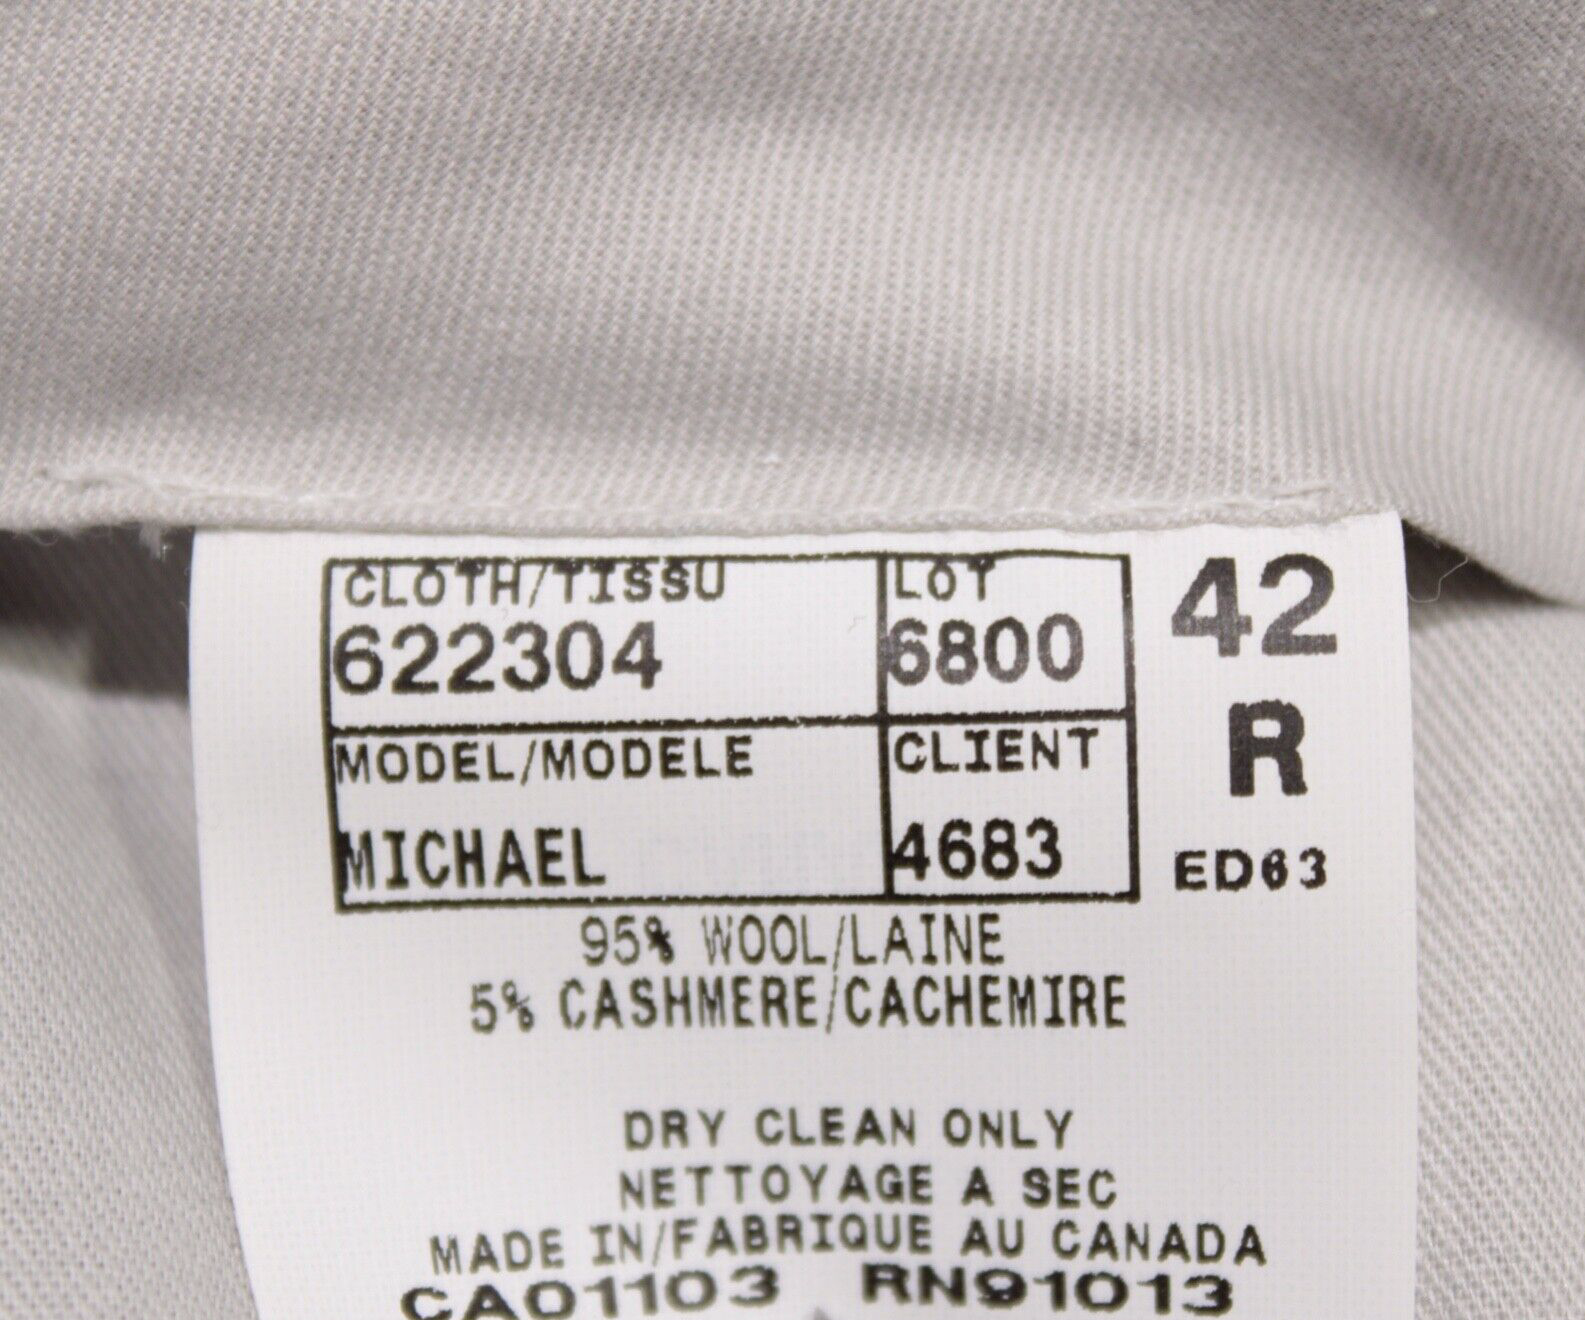 CLOTH/TISSU LOT 42
622304 6800
R
MODEL/MODELE CLIENT
MICHAEL 4683 ED63
95% WOOL/LAINE
5% CASHMERE/CACHEMIRE
DRY CLEAN ONLY
NETTOYAGE A SEC
MADE IN/FABRIQUE AU CANADA
CA01103 RN91013